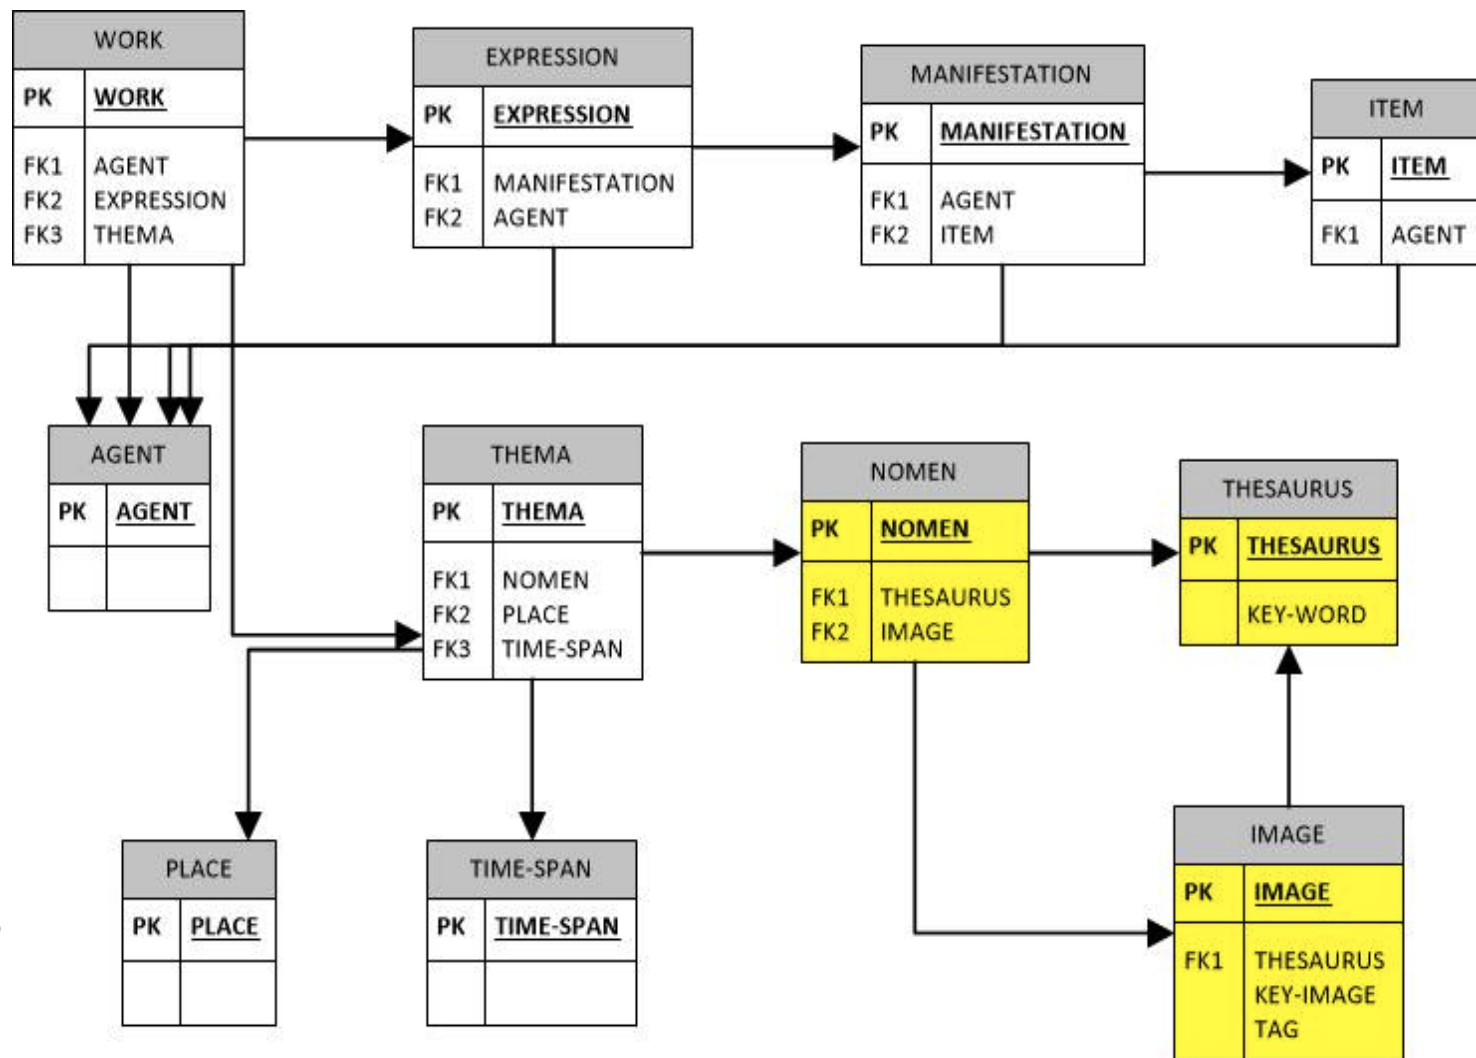 WORK
PK WORK
FK1 AGENT
FK2 EXPRESSION
FK3 THEMA
EXPRESSION
PK EXPRESSION
FK1 MANIFESTATION
FK2 AGENT
MANIFESTATION
PK MANIFESTATION
FK1 AGENT
FK2 ITEM
ITEM
PK ITEM
FK1 AGENT
AGENT
PK AGENT
THEMA
PK THEMA
FK1 NOMEN
FK2 PLACE
FK3 TIME-SPAN
NOMEN
PK NOMEN
FK1 THESAURUS
FK2 IMAGE
THESAURUS
PK THESAURUS
KEY-WORD
PLACE
PK PLACE
TIME-SPAN
PK TIME-SPAN
IMAGE
PK IMAGE
FK1 THESAURUS
KEY-IMAGE
TAG